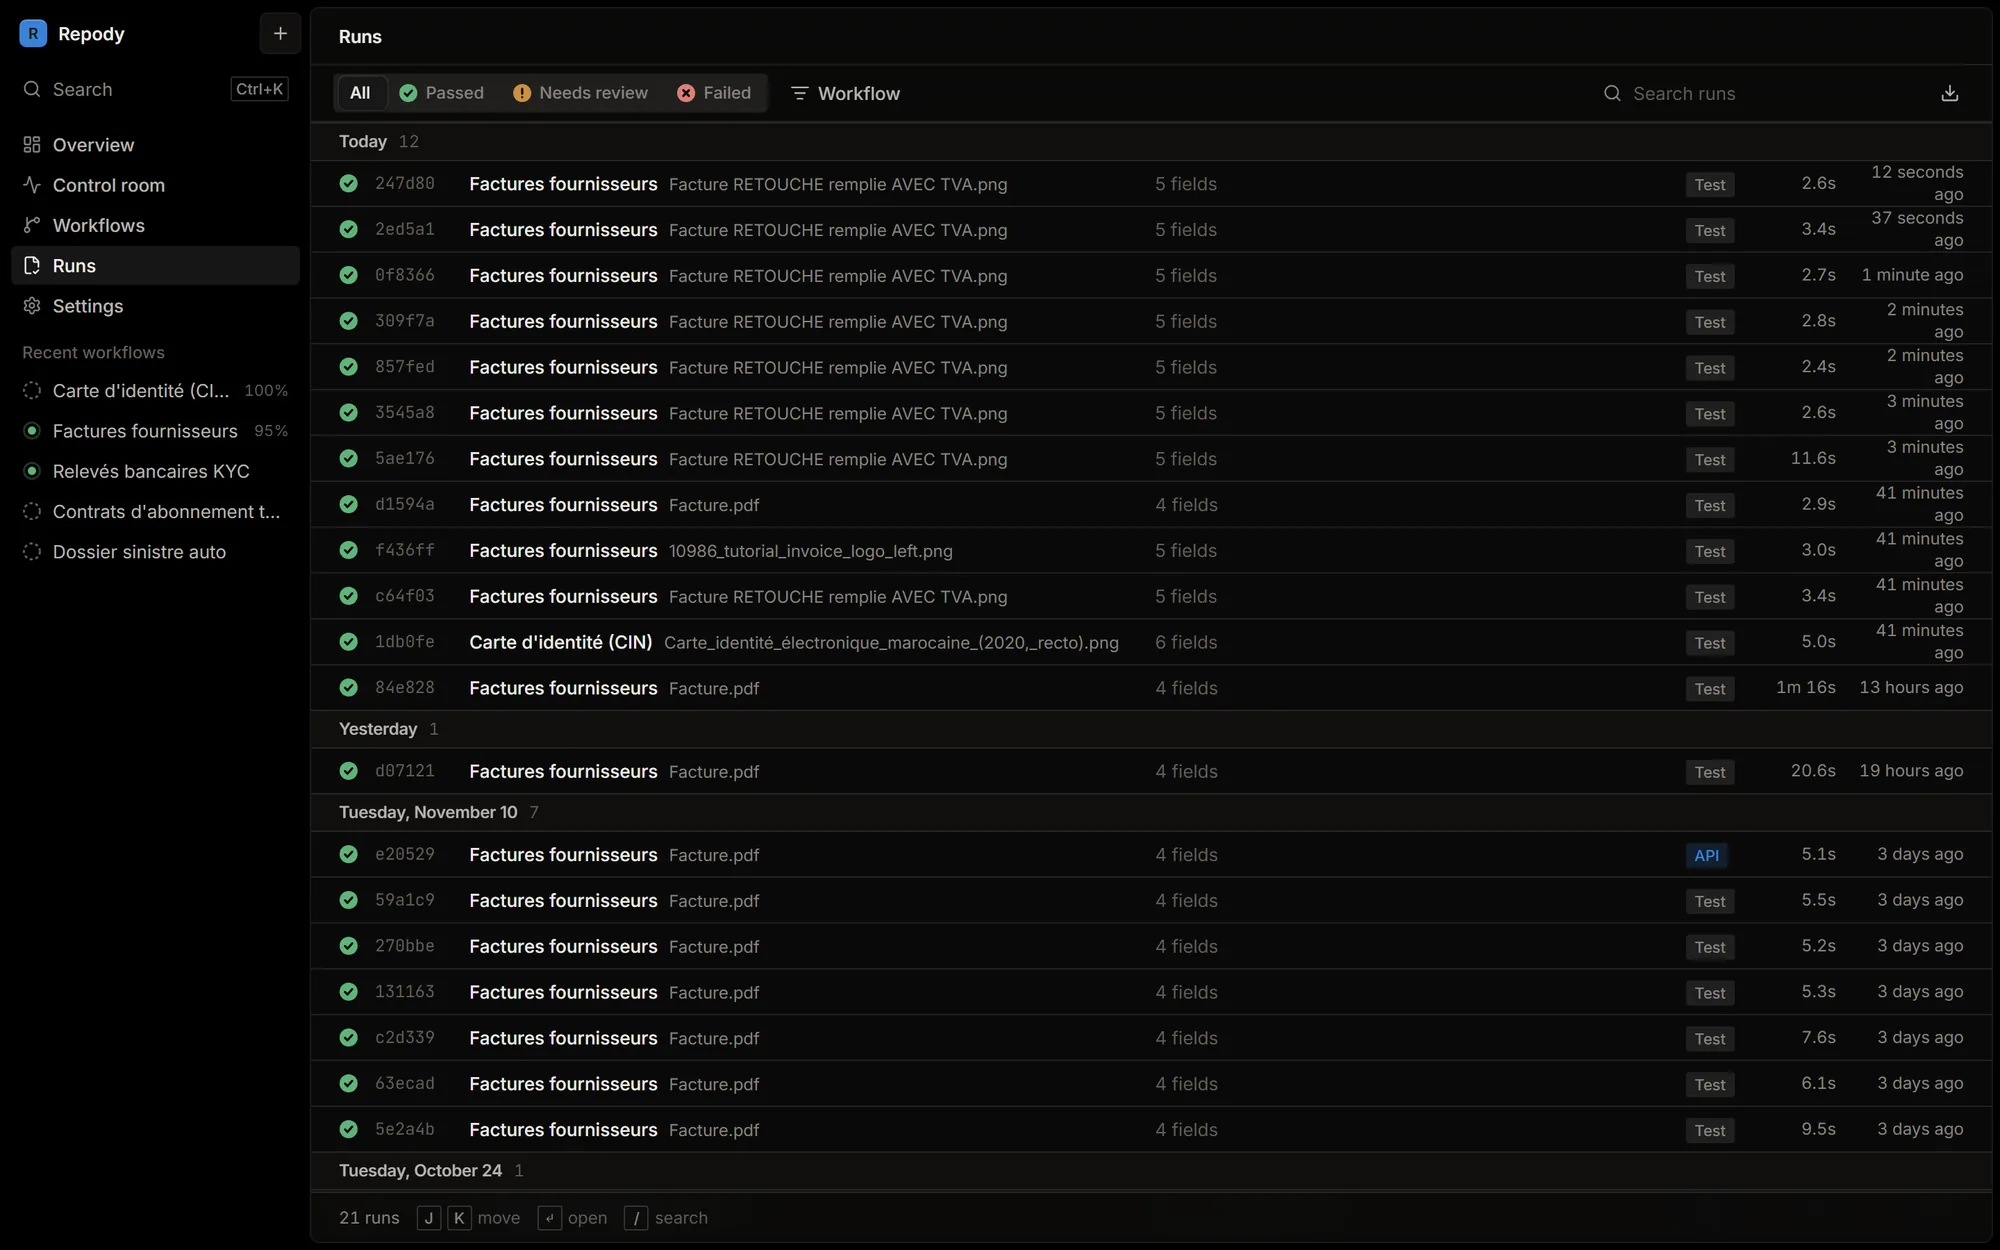 R Repody +
Search Ctrl+K
Overview
Control room
Workflows
Runs
Settings
Recent workflows
Carte d'identité (CI... 100%
Factures fournisseurs 95%
Relevés bancaires KYC
Contrats d'abonnement t...
Dossier sinistre auto
Runs
All Passed Needs review Failed Workflow Search runs
Today 12
247d80 Factures fournisseurs Facture RETOUCHE remplie AVEC TVA.png 5 fields Test 2.6s 12 seconds ago
2ed5a1 Factures fournisseurs Facture RETOUCHE remplie AVEC TVA.png 5 fields Test 3.4s 37 seconds ago
0f8366 Factures fournisseurs Facture RETOUCHE remplie AVEC TVA.png 5 fields Test 2.7s 1 minute ago
309f7a Factures fournisseurs Facture RETOUCHE remplie AVEC TVA.png 5 fields Test 2.8s 2 minutes ago
857fed Factures fournisseurs Facture RETOUCHE remplie AVEC TVA.png 5 fields Test 2.4s 2 minutes ago
3545a8 Factures fournisseurs Facture RETOUCHE remplie AVEC TVA.png 5 fields Test 2.6s 3 minutes ago
5ae176 Factures fournisseurs Facture RETOUCHE remplie AVEC TVA.png 5 fields Test 11.6s 3 minutes ago
d1594a Factures fournisseurs Facture.pdf 4 fields Test 2.9s 41 minutes ago
f436ff Factures fournisseurs 10986_tutorial_invoice_logo_left.png 5 fields Test 3.0s 41 minutes ago
c64f03 Factures fournisseurs Facture RETOUCHE remplie AVEC TVA.png 5 fields Test 3.4s 41 minutes ago
1db0fe Carte d'identité (CIN) Carte_identité_électronique_marocaine_(2020,_recto).png 6 fields Test 5.0s 41 minutes ago
84e828 Factures fournisseurs Facture.pdf 4 fields Test 1m 16s 13 hours ago
Yesterday 1
d07121 Factures fournisseurs Facture.pdf 4 fields Test 20.6s 19 hours ago
Tuesday, November 10 7
e20529 Factures fournisseurs Facture.pdf 4 fields API 5.1s 3 days ago
59a1c9 Factures fournisseurs Facture.pdf 4 fields Test 5.5s 3 days ago
270bbe Factures fournisseurs Facture.pdf 4 fields Test 5.2s 3 days ago
131163 Factures fournisseurs Facture.pdf 4 fields Test 5.3s 3 days ago
c2d339 Factures fournisseurs Facture.pdf 4 fields Test 7.6s 3 days ago
63ecad Factures fournisseurs Facture.pdf 4 fields Test 6.1s 3 days ago
5e2a4b Factures fournisseurs Facture.pdf 4 fields Test 9.5s 3 days ago
Tuesday, October 24 1
21 runs J K move ↵ open / search